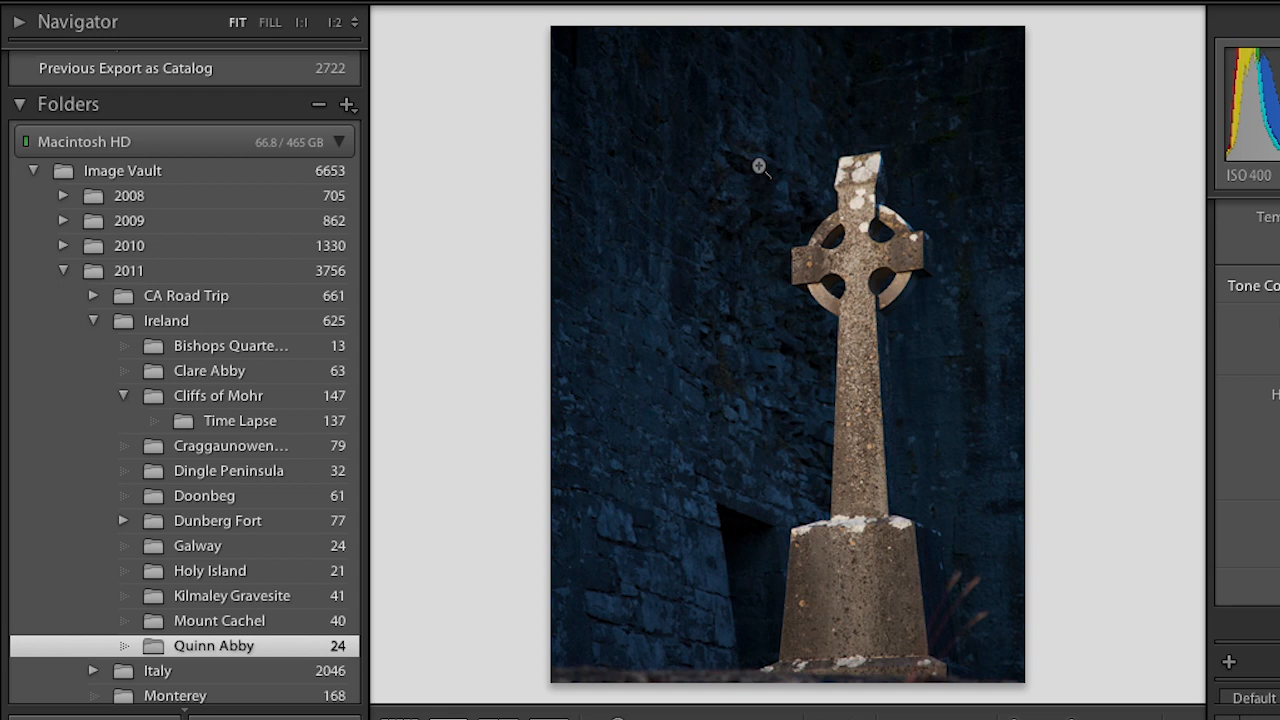 Navigator FIT FILL 1:1 1:2
Previous Export as Catalog 2722
Folders
Macintosh HD 66.8 / 465 GB
Image Vault 6653
2008 705
2009 862
2010 1330
2011 3756
CA Road Trip 661
Ireland 625
Bishops Quarte... 13
Clare Abby 63
Cliffs of Mohr 147
Time Lapse 137
Craggaunowen... 79
Dingle Peninsula 32
Doonbeg 61
Dunberg Fort 77
Galway 24
Holy Island 21
Kilmaley Gravesite 41
Mount Cachel 40
Quinn Abby 24
Italy 2046
Monterey 168
ISO 400
Tem
Tone Co
H
Default